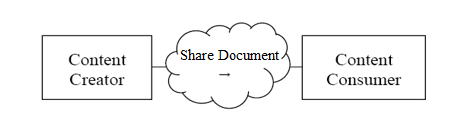 Content
Creator
Share Document
→
Content
Consumer